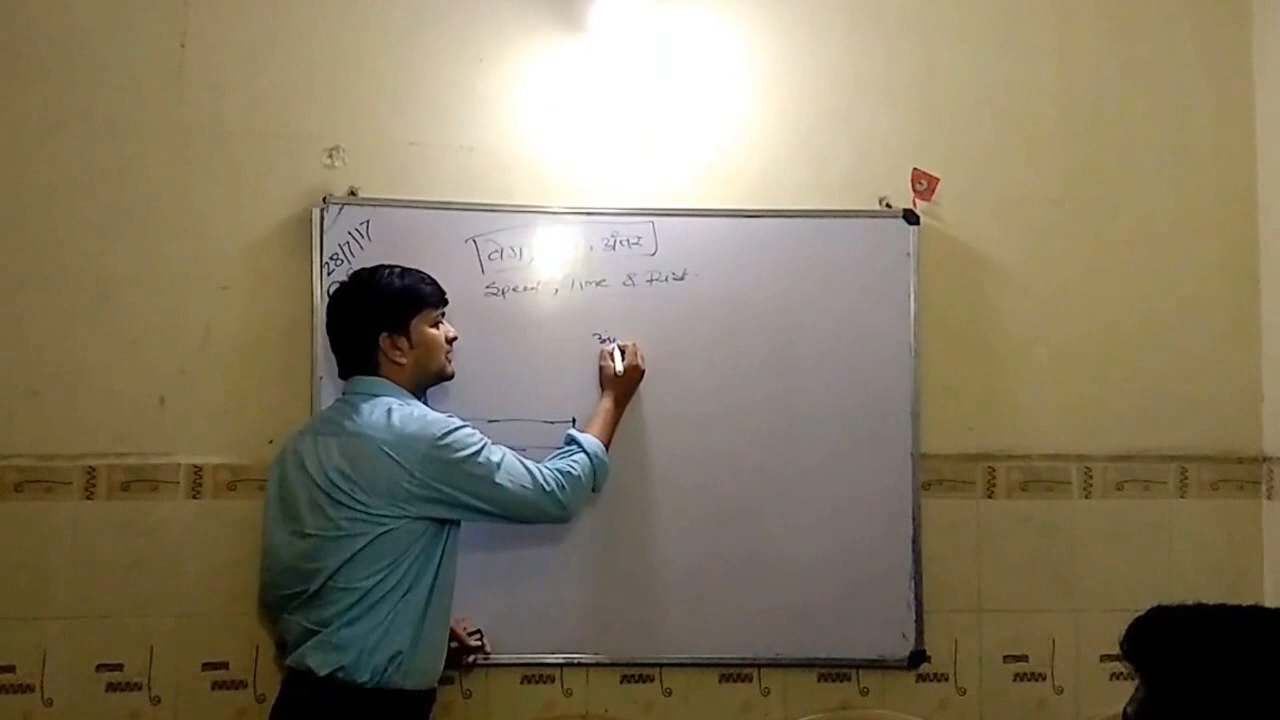 28/7/17
वेग, , अंतर
Speed, Time & Dist.